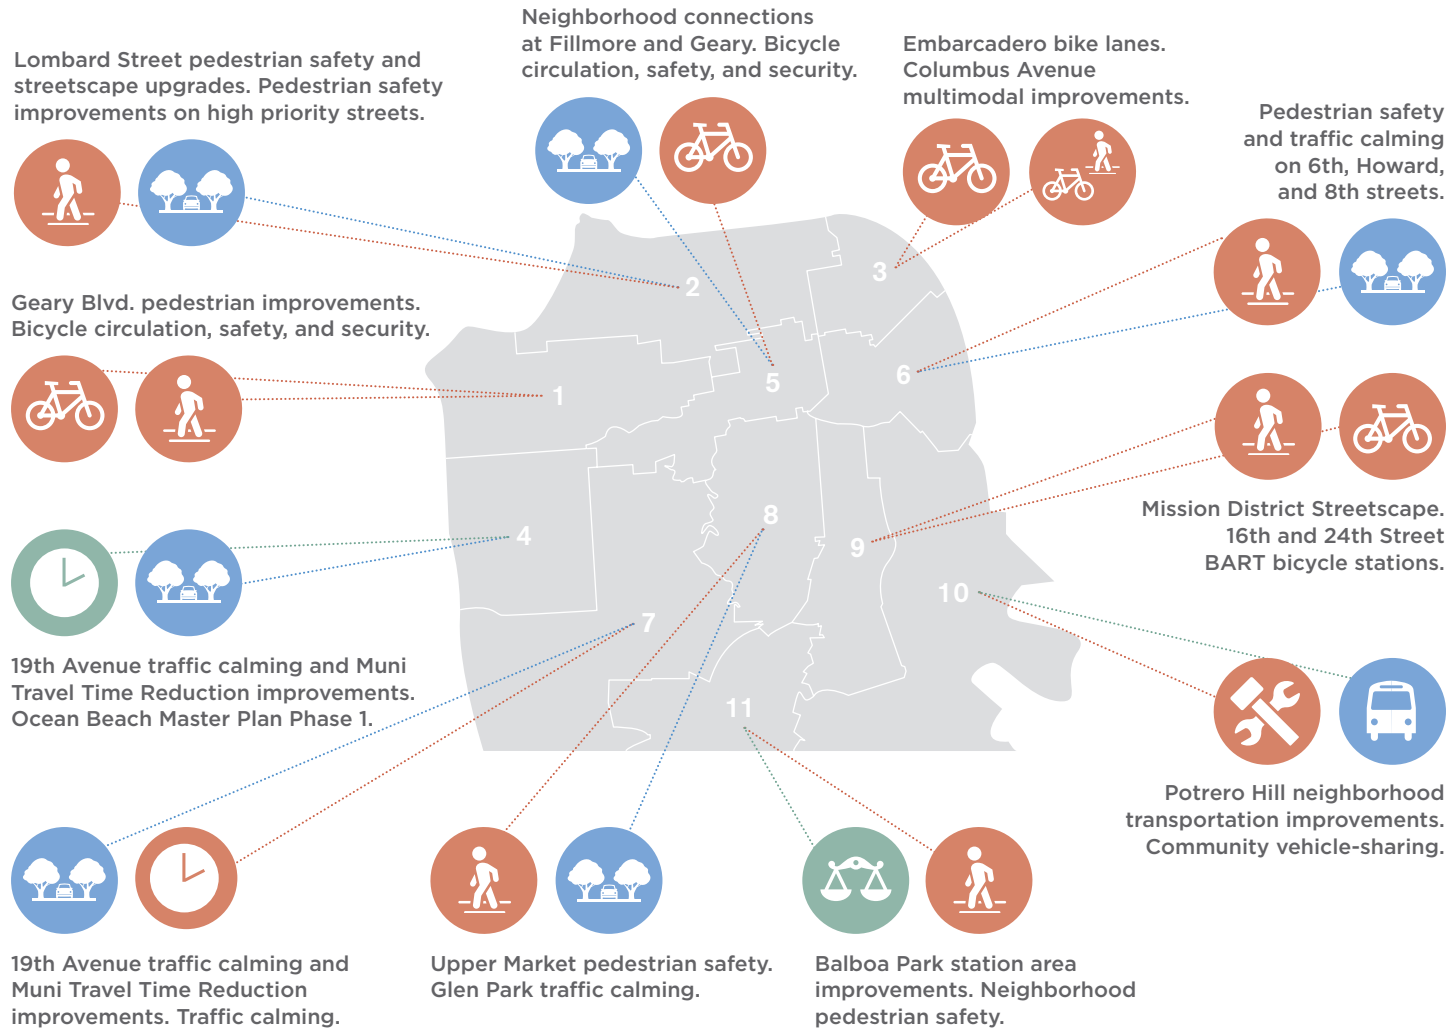 Neighborhood connections
at Fillmore and Geary. Bicycle
circulation, safety, and security.
Lombard Street pedestrian safety and
streetscape upgrades. Pedestrian safety
improvements on high priority streets.
Embarcadero bike lanes.
Columbus Avenue
multimodal improvements.
Pedestrian safety
and traffic calming
on 6th, Howard,
and 8th streets.
Geary Blvd. pedestrian improvements.
Bicycle circulation, safety, and security.
2
3
1
5
6
4
8
9
7
10
11
Mission District Streetscape.
16th and 24th Street
BART bicycle stations.
19th Avenue traffic calming and Muni
Travel Time Reduction improvements.
Ocean Beach Master Plan Phase 1.
Potrero Hill neighborhood
transportation improvements.
Community vehicle-sharing.
19th Avenue traffic calming and
Muni Travel Time Reduction
improvements. Traffic calming.
Upper Market pedestrian safety.
Glen Park traffic calming.
Balboa Park station area
improvements. Neighborhood
pedestrian safety.